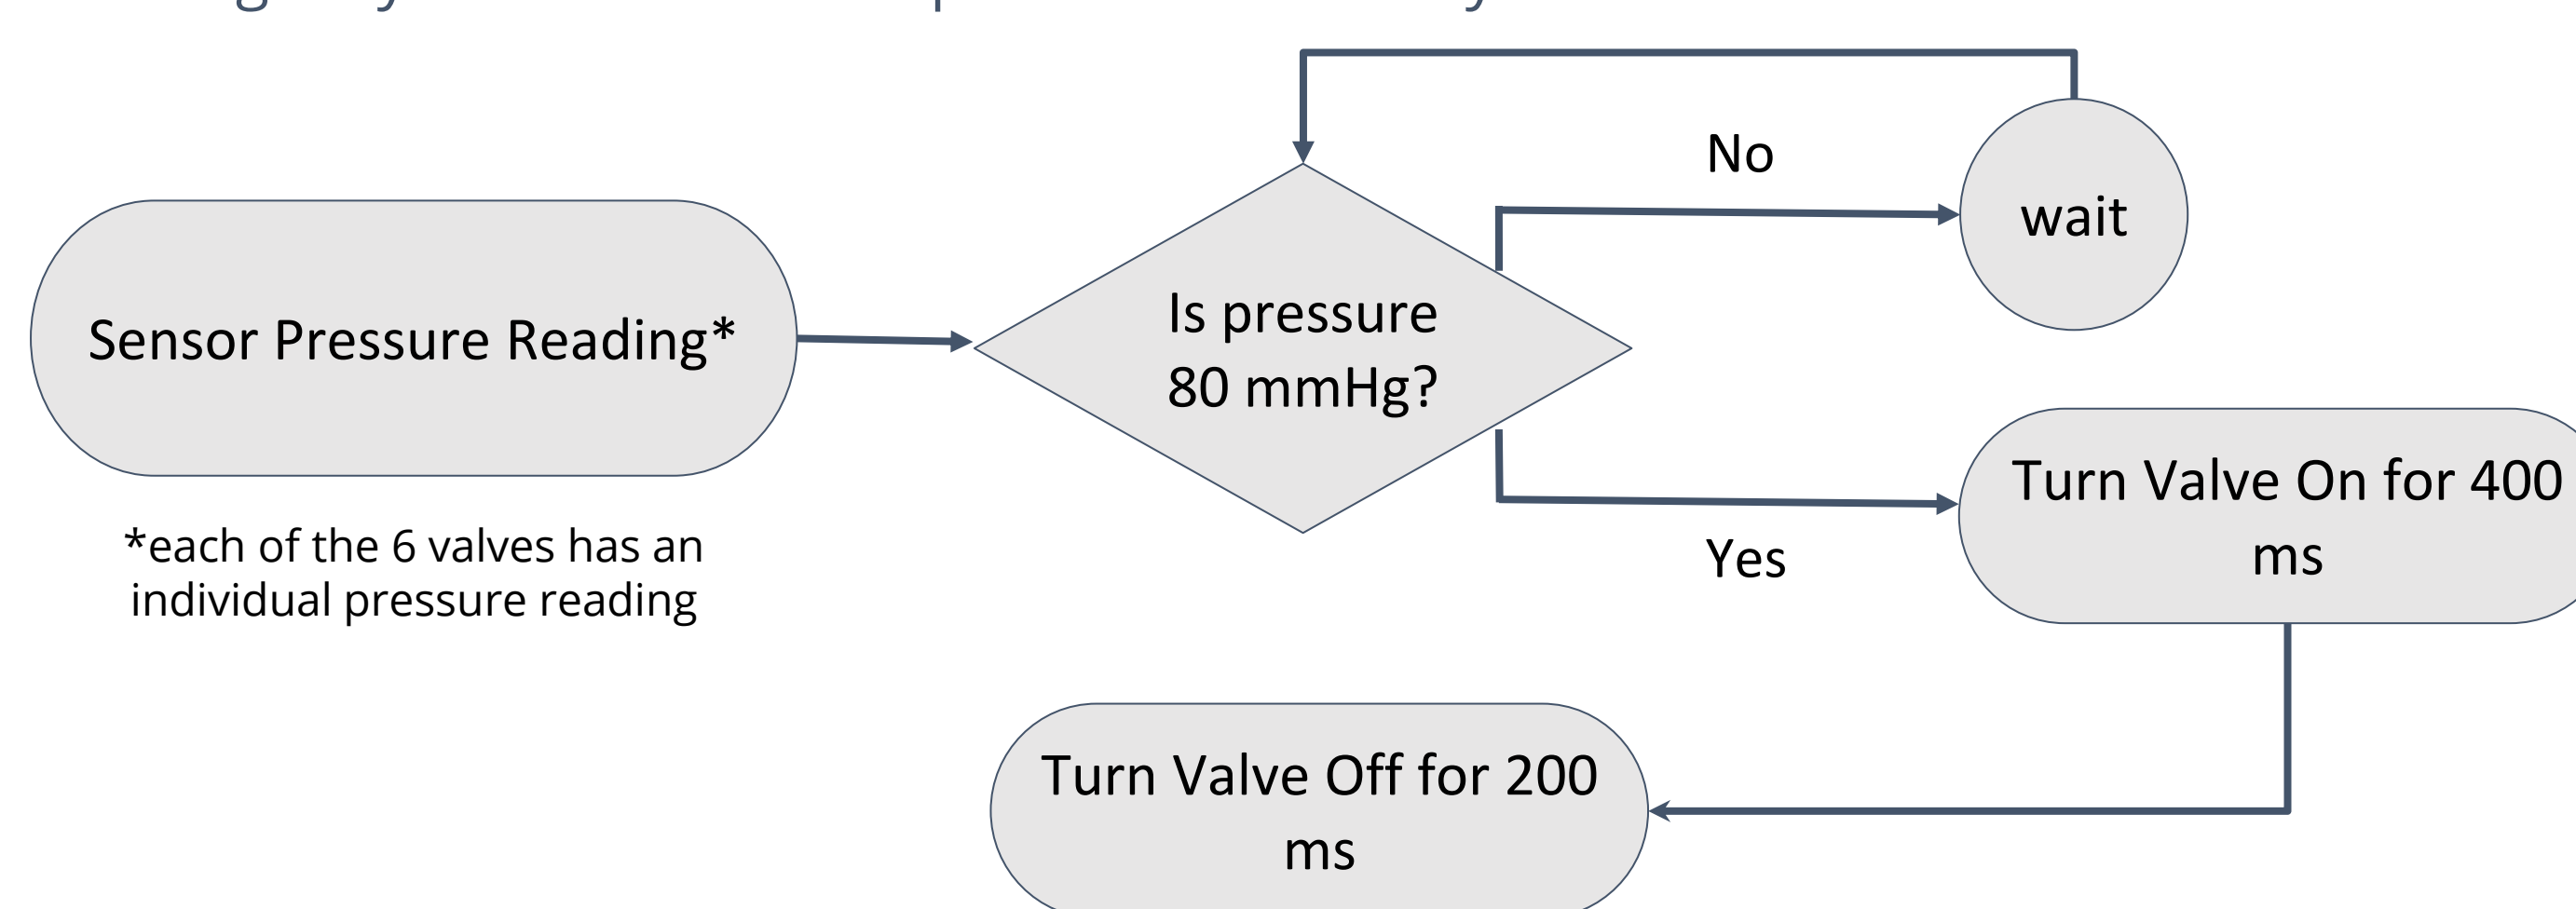 No
wait
Sensor Pressure Reading*
Is pressure
80 mmHg?
*each of the 6 valves has an
individual pressure reading
Yes
Turn Valve On for 400
ms
Turn Valve Off for 200
ms